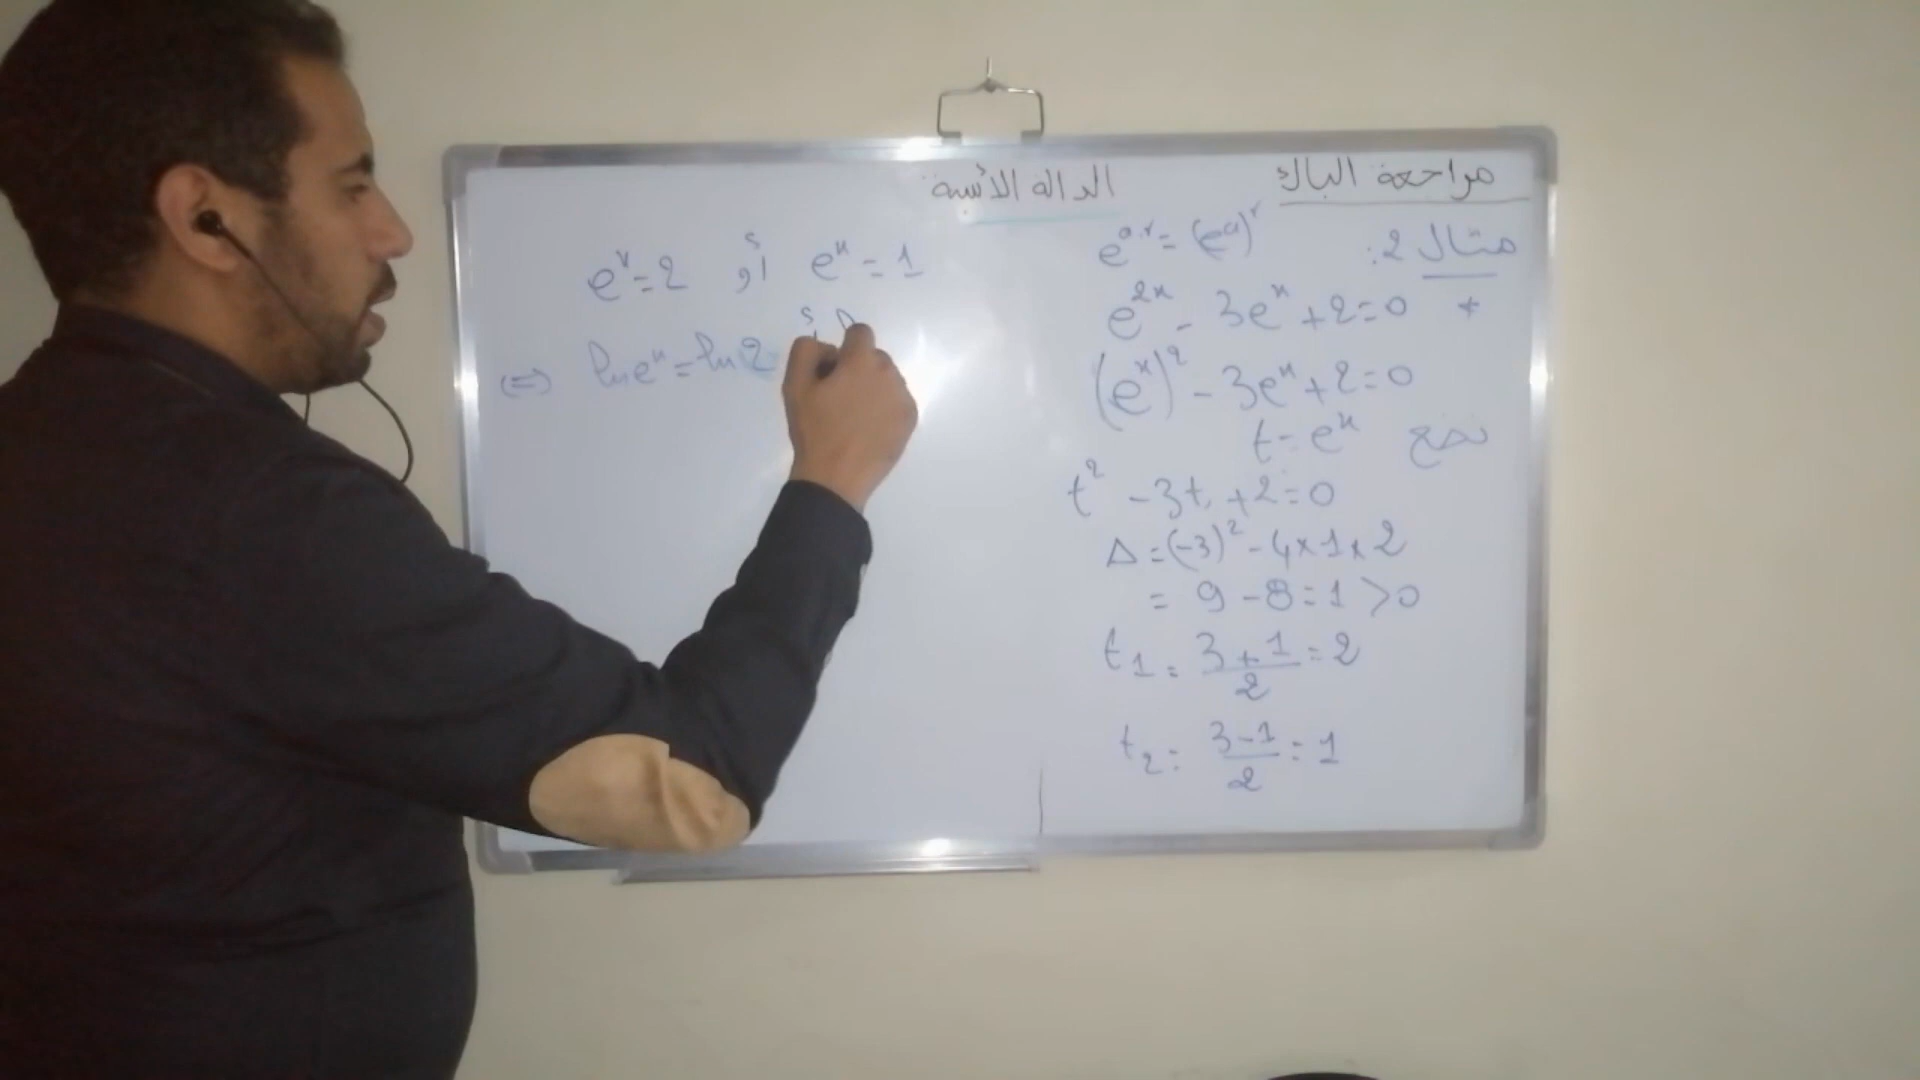 مراجعة الباك
الدالة الأسية
مثال 2:
e^{a·r} = (e^a)^r
* e^{2x} - 3e^x + 2 = 0
(e^x)^2 - 3e^x + 2 = 0
نضع t = e^x
t^2 - 3t + 2 = 0
Δ = (-3)^2 - 4×1×2
= 9 - 8 = 1 > 0
t_1 = \frac{3+1}{2} = 2
t_2 = \frac{3-1}{2} = 1
e^x = 2 أو e^x = 1
⇔ ln e^x = ln 2